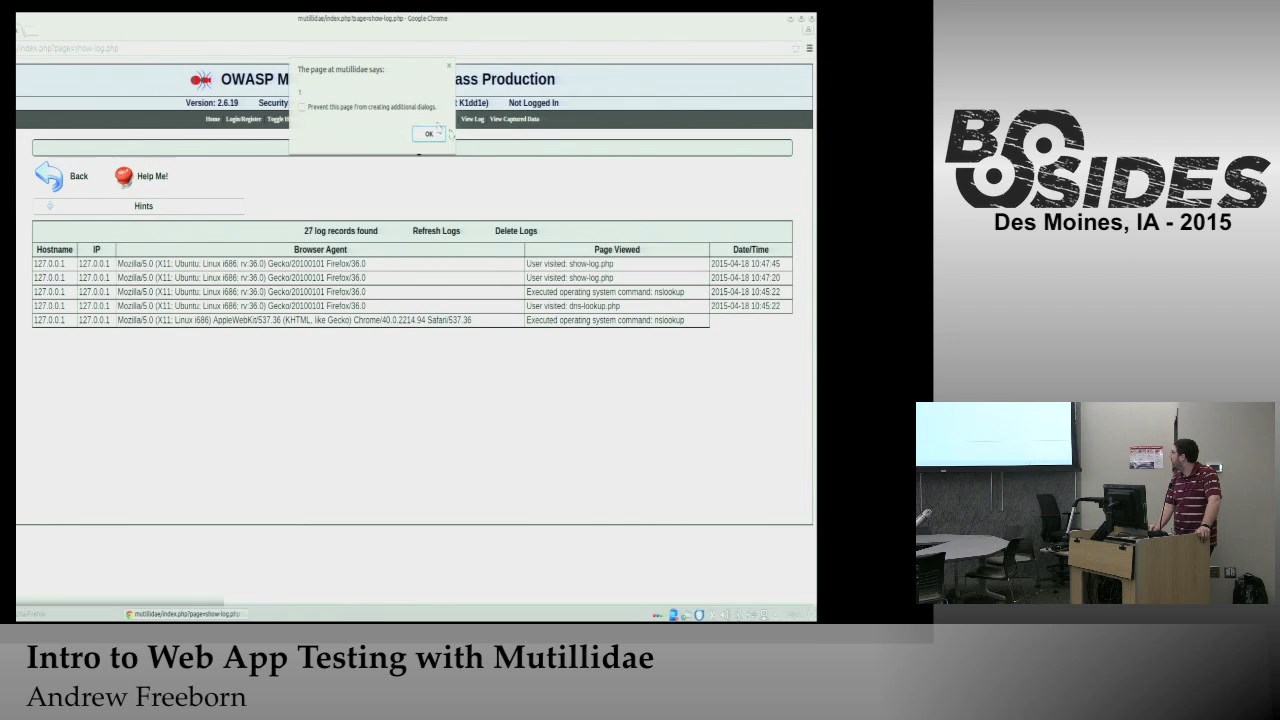 mutillidae/index.php?page=show-log.php - Google Chrome
/index.php?page=show-log.php
The page at mutillidae says:
1
Prevent this page from creating additional dialogs.
OK
OWASP M
ass Production
Version: 2.6.19
Securit
t K1dd1e)
Not Logged In
Home
Login/Register
Toggle H
View Log
View Captured Data
Back
Help Me!
Hints
27 log records found
Refresh Logs
Delete Logs
Hostname IP Browser Agent Page Viewed Date/Time
127.0.0.1 127.0.0.1 Mozilla/5.0 (X11; Ubuntu; Linux i686; rv:36.0) Gecko/20100101 Firefox/36.0 User visited: show-log.php 2015-04-18 10:47:45
127.0.0.1 127.0.0.1 Mozilla/5.0 (X11; Ubuntu; Linux i686; rv:36.0) Gecko/20100101 Firefox/36.0 User visited: show-log.php 2015-04-18 10:47:20
127.0.0.1 127.0.0.1 Mozilla/5.0 (X11; Ubuntu; Linux i686; rv:36.0) Gecko/20100101 Firefox/36.0 Executed operating system command: nslookup 2015-04-18 10:45:22
127.0.0.1 127.0.0.1 Mozilla/5.0 (X11; Ubuntu; Linux i686; rv:36.0) Gecko/20100101 Firefox/36.0 User visited: dns-lookup.php 2015-04-18 10:45:22
127.0.0.1 127.0.0.1 Mozilla/5.0 (X11; Linux i686) AppleWebKit/537.36 (KHTML, like Gecko) Chrome/40.0.2214.94 Safari/537.36 Executed operating system command: nslookup
mutillidae/index.php?page=show-log.php
BSIDES
Des Moines, IA - 2015
Intro to Web App Testing with Mutillidae
Andrew Freeborn